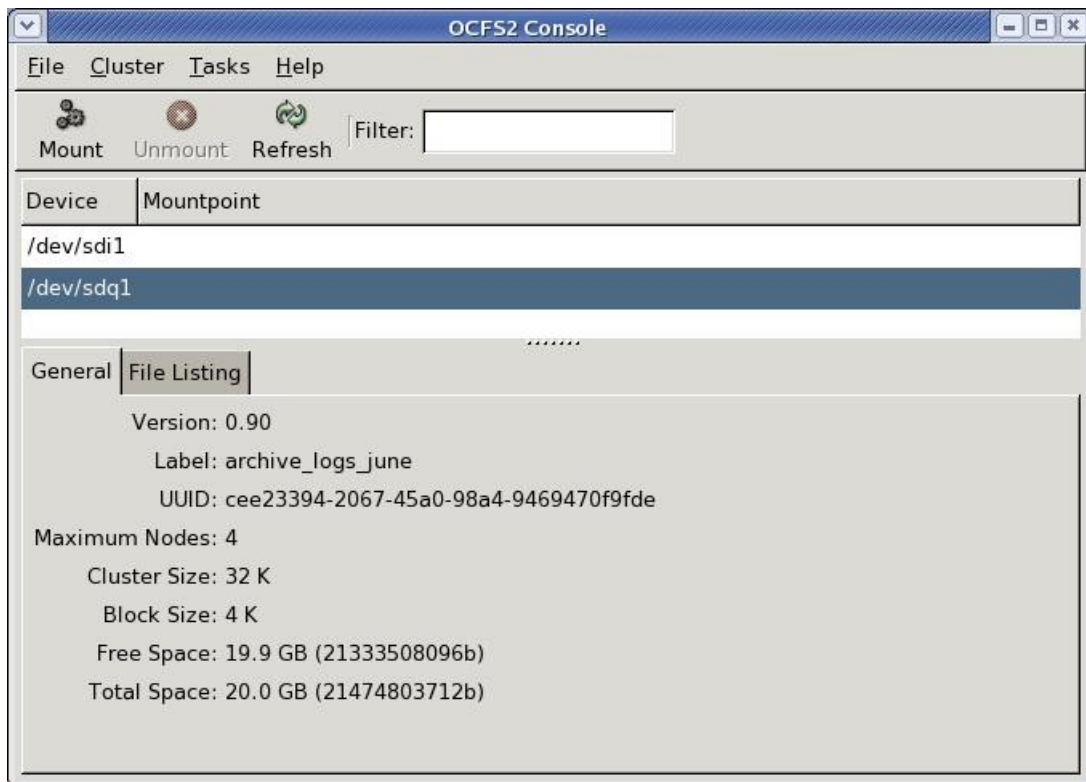 OCFS2 Console
File Cluster Tasks Help
Mount Unmount Refresh Filter:
Device Mountpoint
/dev/sdi1
/dev/sdq1
General File Listing
Version: 0.90
Label: archive_logs_june
UUID: cee23394-2067-45a0-98a4-9469470f9fde
Maximum Nodes: 4
Cluster Size: 32 K
Block Size: 4 K
Free Space: 19.9 GB (21333508096b)
Total Space: 20.0 GB (21474803712b)